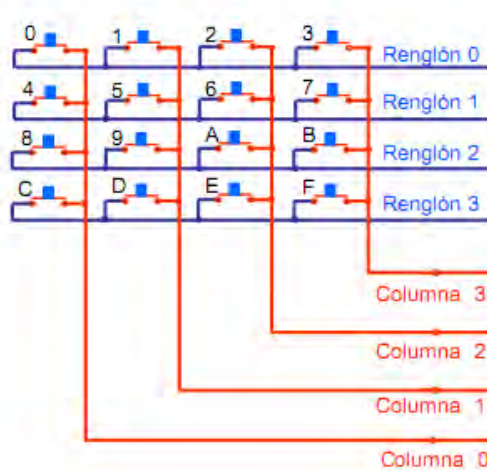 0 1 2 3
Renglón 0
4 5 6 7
Renglón 1
8 9 A B
Renglón 2
C D E F
Renglón 3
Columna 3
Columna 2
Columna 1
Columna 0